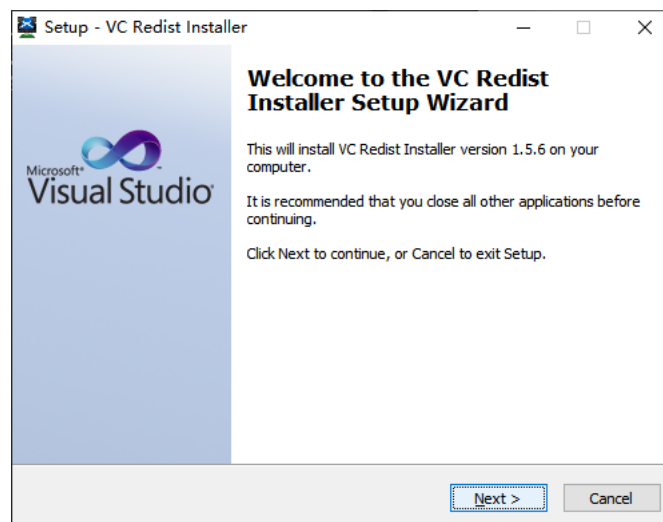 Setup - VC Redist Installer
Welcome to the VC Redist
Installer Setup Wizard
This will install VC Redist Installer version 1.5.6 on your
computer.
It is recommended that you close all other applications before
continuing.
Click Next to continue, or Cancel to exit Setup.
Microsoft®
Visual Studio®
Next >
Cancel